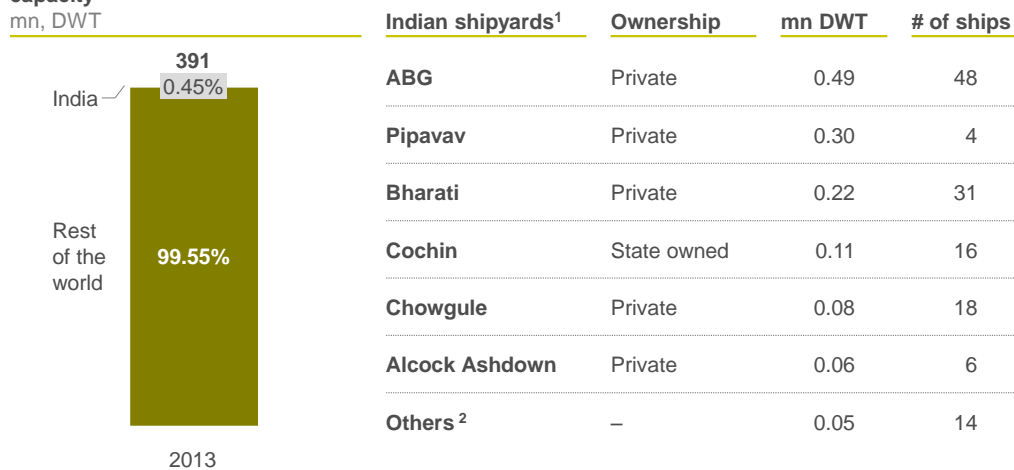 mn, DWT
391
0.45%
India
Rest
of the
world
99.55%
2013
Indian shipyards¹ Ownership mn DWT # of ships
ABG Private 0.49 48
Pipavav Private 0.30 4
Bharati Private 0.22 31
Cochin State owned 0.11 16
Chowgule Private 0.08 18
Alcock Ashdown Private 0.06 6
Others ² – 0.05 14